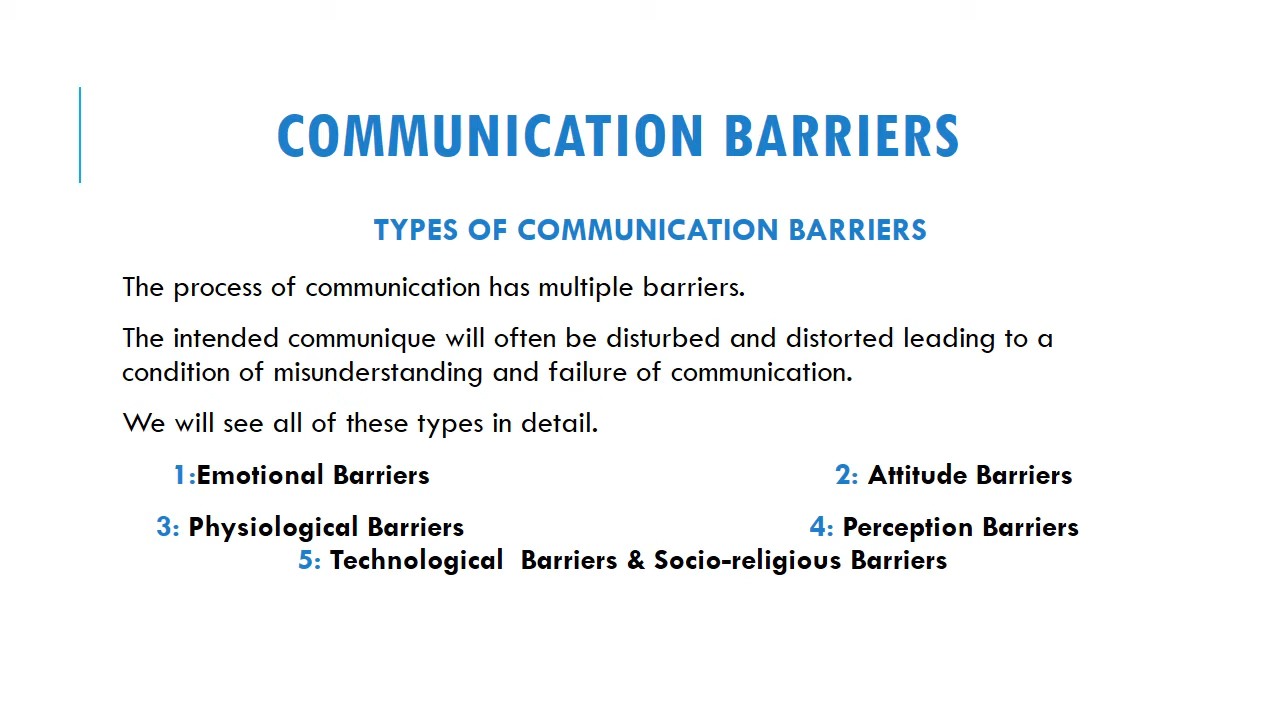 COMMUNICATION BARRIERS
TYPES OF COMMUNICATION BARRIERS
The process of communication has multiple barriers.
The intended communique will often be disturbed and distorted leading to a
condition of misunderstanding and failure of communication.
We will see all of these types in detail.
1:Emotional Barriers 2: Attitude Barriers
3: Physiological Barriers 4: Perception Barriers
5: Technological  Barriers & Socio-religious Barriers